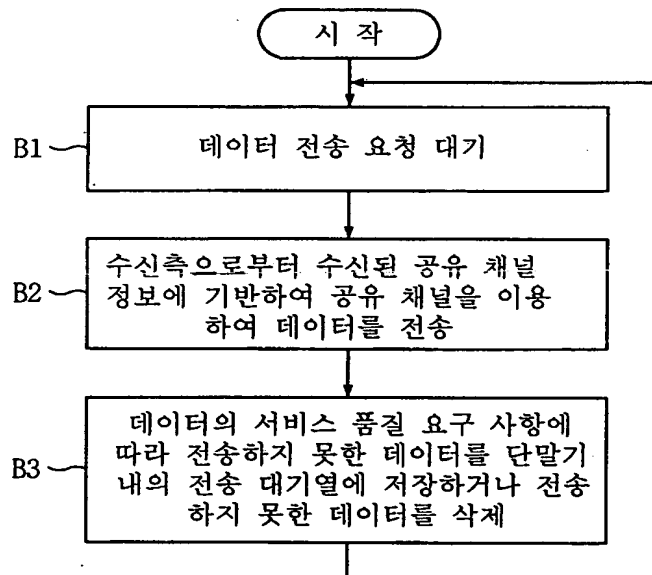 시 작
B1
데이터 전송 요청 대기
B2
수신측으로부터 수신된 공유 채널
정보에 기반하여 공유 채널을 이용
하여 데이터를 전송
B3
데이터의 서비스 품질 요구 사항에
따라 전송하지 못한 데이터를 단말기
내의 전송 대기열에 저장하거나 전송
하지 못한 데이터를 삭제